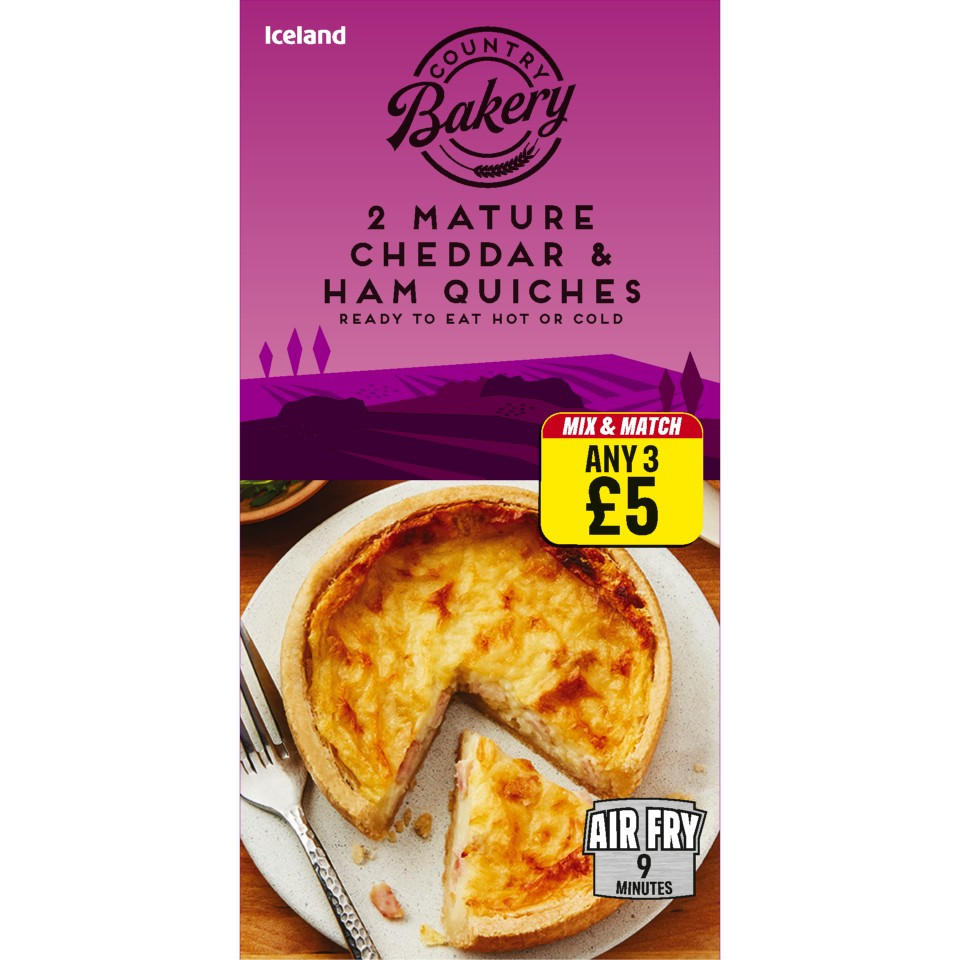 Iceland
COUNTRY
Bakery
2 MATURE
CHEDDAR &
HAM QUICHES
READY TO EAT HOT OR COLD
MIX & MATCH
ANY 3
£5
AIR FRY
9
MINUTES